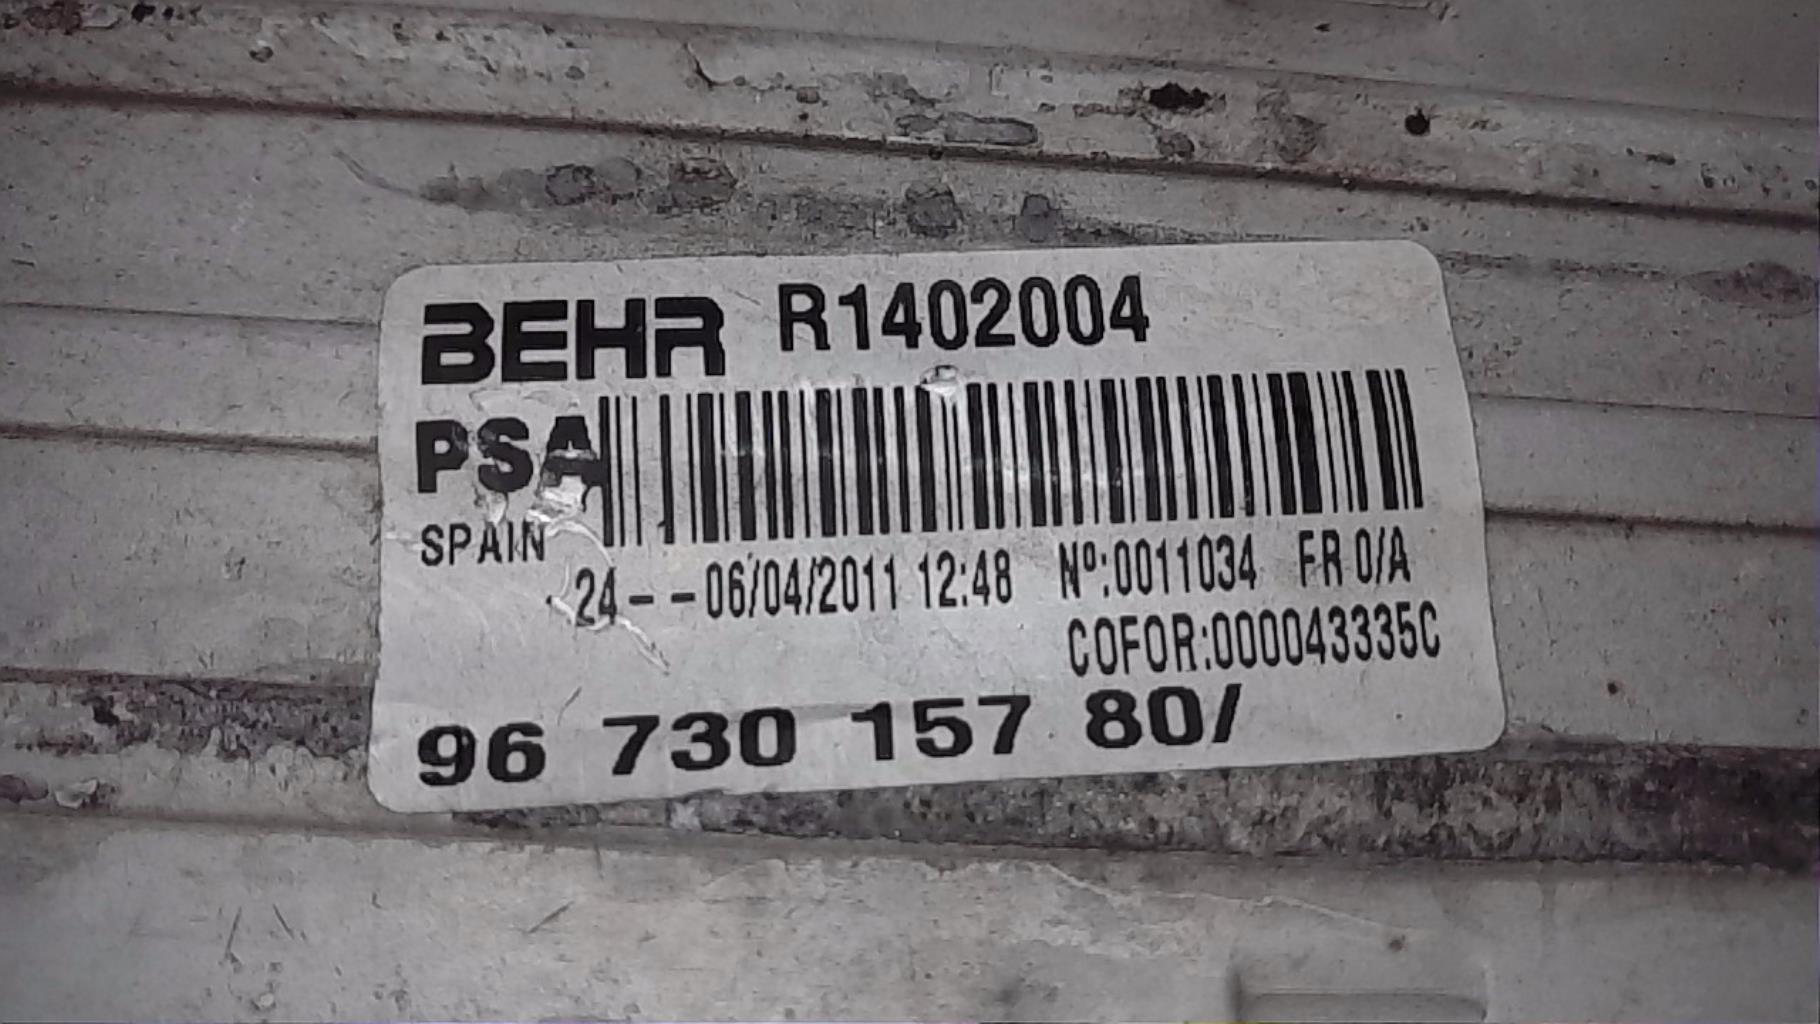 BEHR R1402004
PSA
SPAIN
24--06/04/2011 12:48 Nº:0011034 FR 0/A
COFOR:000043335C
96 730 157 80/